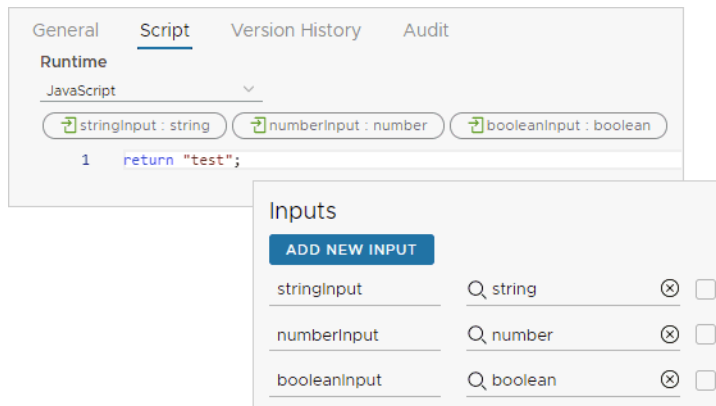 General Script Version History Audit
Runtime
JavaScript
stringInput : string numberInput : number booleanInput : boolean
1 return "test";
Inputs
ADD NEW INPUT
stringInput string
numberInput number
booleanInput boolean